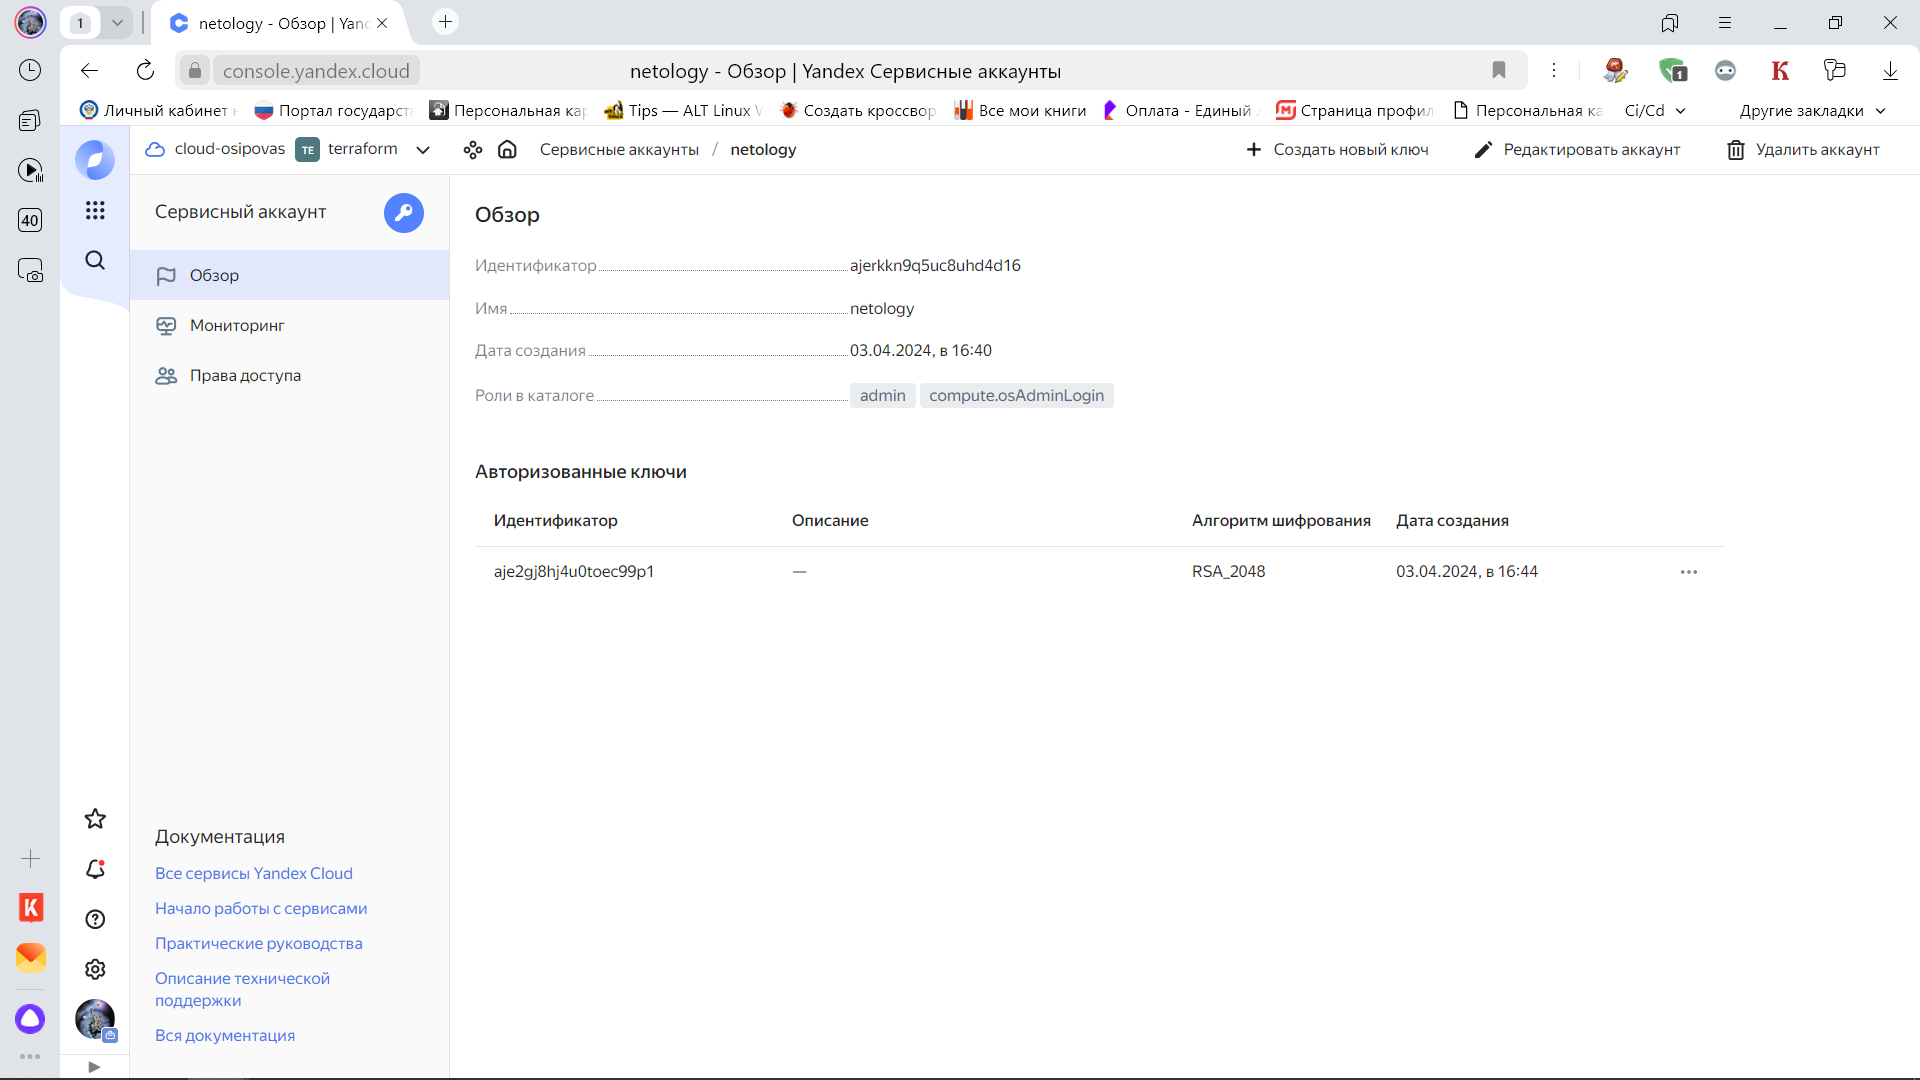 1
netology - Обзор | Yanc
console.yandex.cloud
netology - Обзор | Yandex Сервисные аккаунты
1
К
Личный кабинет
Портал государст
Персональная кар
Tips — ALT Linux
Создать кроссвор
Все мои книги
Оплата - Единый
Страница профил
Персональная ка
Ci/Cd
Другие закладки
40
cloud-osipovas
TE
terraform
Сервисные аккаунты / netology
Создать новый ключ
Редактировать аккаунт
Удалить аккаунт
Сервисный аккаунт
Обзор
Мониторинг
Права доступа
Обзор
Идентификатор ajerkkn9q5uc8uhd4d16
Имя netology
Дата создания 03.04.2024, в 16:40
Роли в каталоге admin compute.osAdminLogin
Авторизованные ключи
Идентификатор Описание Алгоритм шифрования Дата создания
aje2gj8hj4u0toec99p1 — RSA_2048 03.04.2024, в 16:44
Документация
Все сервисы Yandex Cloud
Начало работы с сервисами
Практические руководства
Описание технической
поддержки
Вся документация
К